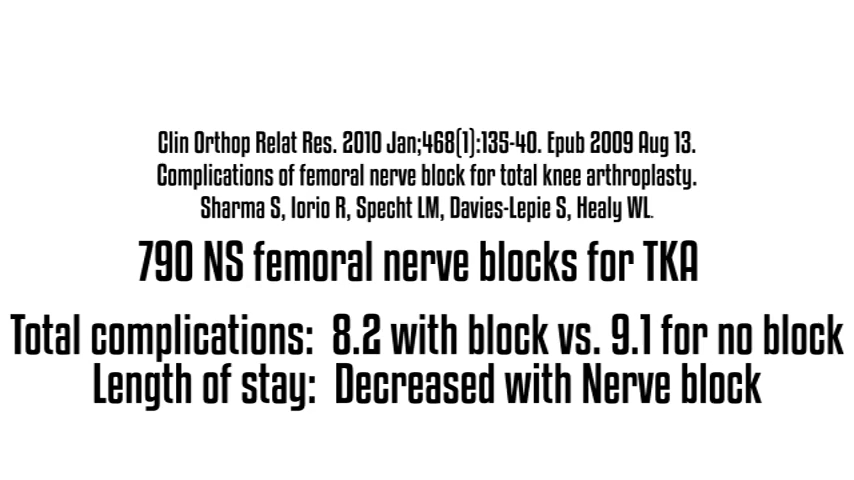 Clin Orthop Relat Res. 2010 Jan;468(1):135-40. Epub 2009 Aug 13.
Complications of femoral nerve block for total knee arthroplasty.
Sharma S, Iorio R, Specht LM, Davies-Lepie S, Healy WL.
790 NS femoral nerve blocks for TKA
Total complications: 8.2 with block vs. 9.1 for no block
Length of stay: Decreased with Nerve block